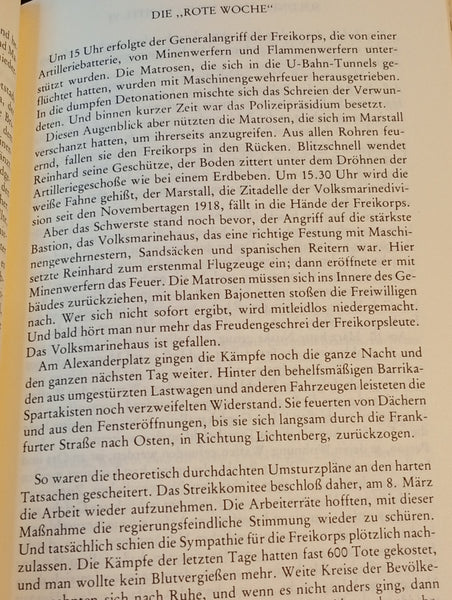 DIE „ROTE WOCHE"
Um 15 Uhr erfolgte der Generalangriff der Freikorps, die von einer
Artilleriebatterie, von Minenwerfern und Flammenwerfern unter-
stützt wurden. Die Matrosen, die sich in die U-Bahn-Tunnels ge-
flüchtet hatten, wurden mit Maschinengewehrfeuer herausgetrieben.
In die dumpfen Detonationen mischte sich das Schreien der Verwun-
deten. Und binnen kurzer Zeit war das Polizeipräsidium besetzt.
Diesen Augenblick aber nützten die Matrosen, die sich im Marstall
verschanzt hatten, um ihrerseits anzugreifen. Aus allen Rohren feu-
ernd, fallen sie den Freikorps in den Rücken. Blitzschnell wendet
Reinhard seine Geschütze, der Boden zittert unter dem Dröhnen der
Artilleriegeschoße wie bei einem Erdbeben. Um 15.30 Uhr wird die
weiße Fahne gehißt, der Marstall, die Zitadelle der Volksmarinedivi-
sion seit den Novembertagen 1918, fällt in die Hände der Freikorps.
Aber das Schwerste stand noch bevor, der Angriff auf die stärkste
Bastion, das Volksmarinehaus, das eine richtige Festung mit Maschi-
nengewehrnestern, Sandsäcken und spanischen Reitern war. Hier
setzte Reinhard zum erstenmal Flugzeuge ein; dann eröffnete er mit
Minenwerfern das Feuer. Die Matrosen müssen sich ins Innere des Ge-
bäudes zurückziehen, mit blanken Bajonetten stoßen die Freiwilligen
nach. Wer sich nicht sofort ergibt, wird mitleidlos niedergemacht.
Und bald hört man nur mehr das Freudengeschrei der Freikorpsleute.
Das Volksmarinehaus ist gefallen.
Am Alexanderplatz gingen die Kämpfe noch die ganze Nacht und
den ganzen nächsten Tag weiter. Hinter den behelfsmäßigen Barrika-
den aus umgestürzten Lastwagen und anderen Fahrzeugen leisteten die
Spartakisten noch verzweifelten Widerstand. Sie feuerten von Dächern
und aus den Fensteröffnungen, bis sie sich langsam durch die Frank-
furter Straße nach Osten, in Richtung Lichtenberg, zurückzogen.
So waren die theoretisch durchdachten Umsturzpläne an den harten
Tatsachen gescheitert. Das Streikkomitee beschloß daher, am 8. März
die Arbeit wieder aufzunehmen. Die Arbeiterräte hofften, mit dieser
Maßnahme die regierungsfeindliche Stimmung wieder zu schüren.
Und tatsächlich schien die Sympathie für die Freikorps plötzlich nach-
zulassen. Die Kämpfe der letzten Tage hatten fast 600 Tote gekostet,
und man wollte kein Blutvergießen mehr. Weite Kreise der Bevölke-
rung sehnten sich nach Ruhe, und wenn es nicht anders ging, dann